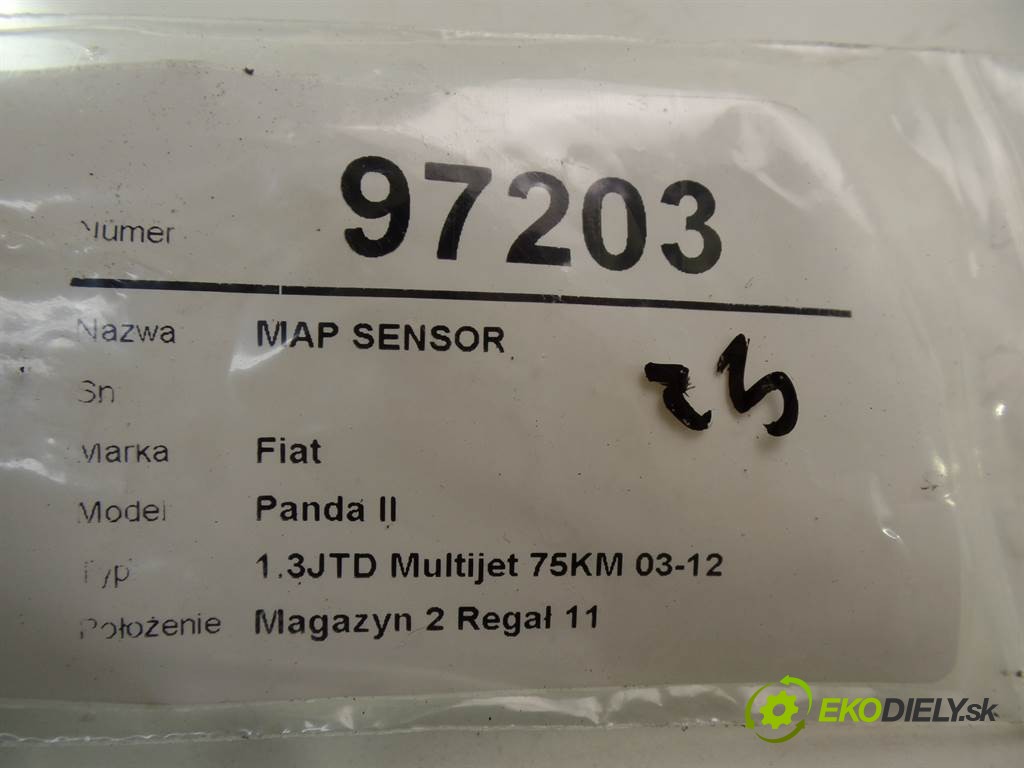 Numer 97203
Nazwa MAP SENSOR
Sn
Marka Fiat
Model Panda II
Typ 1.3JTD Multijet 75KM 03-12
Położenie Magazyn 2 Regał 11
EKODIELY.sk